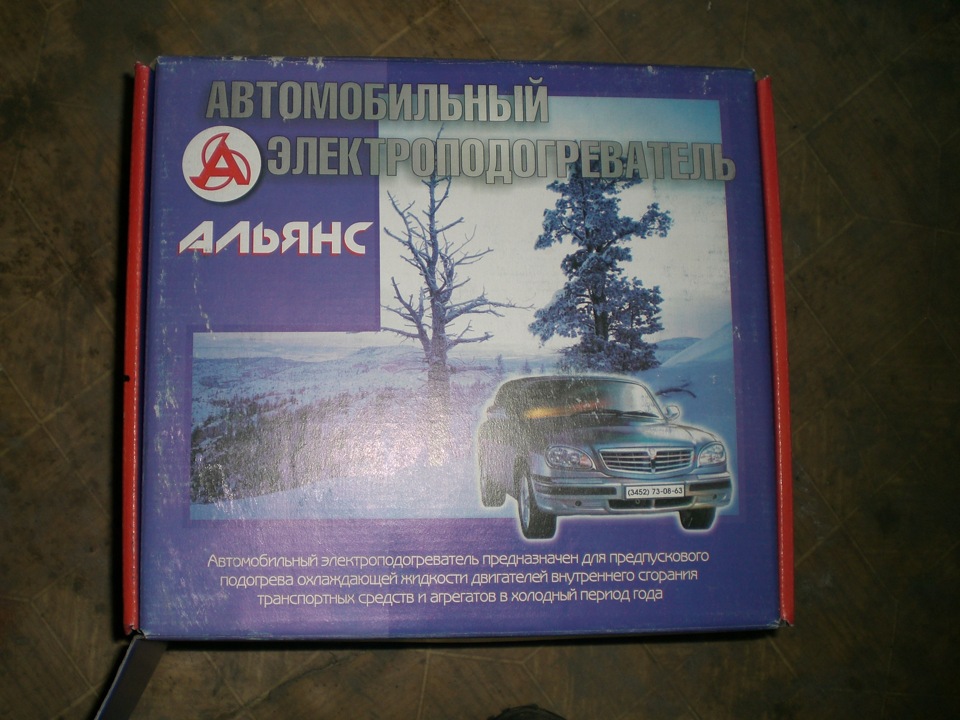 АВТОМОБИЛЬНЫЙ
ЭЛЕКТРОПОДОГРЕВАТЕЛЬ
А
АЛЬЯНС
(3452) 73-08-63
Автомобильный электроподогреватель предназначен для предпускового
подогрева охлаждающей жидкости двигателей внутреннего сгорания
транспортных средств и агрегатов в холодный период года